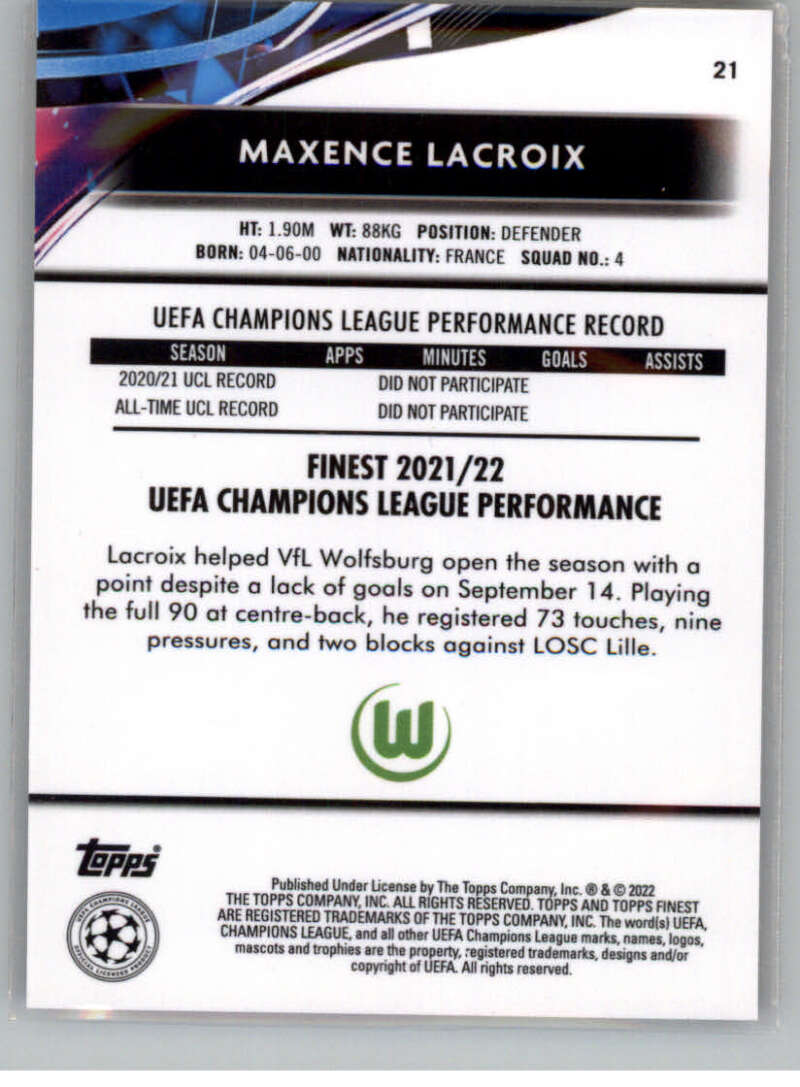 21
MAXENCE LACROIX
HT: 1.90M WT: 88KG POSITION: DEFENDER
BORN: 04-06-00 NATIONALITY: FRANCE SQUAD NO.: 4
UEFA CHAMPIONS LEAGUE PERFORMANCE RECORD
SEASON APPS MINUTES GOALS ASSISTS
2020/21 UCL RECORD DID NOT PARTICIPATE
ALL-TIME UCL RECORD DID NOT PARTICIPATE
FINEST 2021/22
UEFA CHAMPIONS LEAGUE PERFORMANCE
Lacroix helped VfL Wolfsburg open the season with a
point despite a lack of goals on September 14. Playing
the full 90 at centre-back, he registered 73 touches, nine
pressures, and two blocks against LOSC Lille.
W
Topps®
UEFA CHAMPIONS LEAGUE
OFFICIAL LICENSED PRODUCT
Published Under License by The Topps Company, Inc. ® & © 2022
THE TOPPS COMPANY, INC. ALL RIGHTS RESERVED. TOPPS AND TOPPS FINEST
ARE REGISTERED TRADEMARKS OF THE TOPPS COMPANY, INC. The word(s) UEFA,
CHAMPIONS LEAGUE, and all other UEFA Champions League marks, names, logos,
mascots and trophies are the property, registered trademarks, designs and/or
copyright of UEFA. All rights reserved.